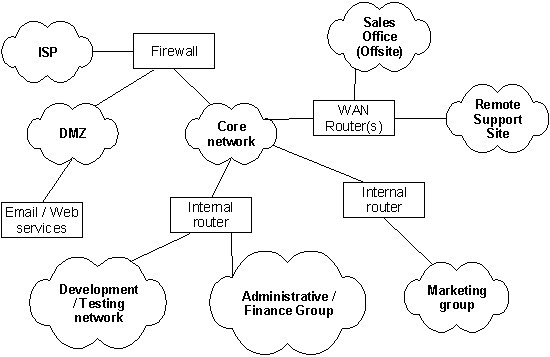 Sales
Office
(Offsite)
ISP
Firewall
WAN
Router(s)
Remote
Support
Site
DMZ
Core
network
Email / Web
services
Internal
router
Internal
router
Development
/ Testing
network
Administrative /
Finance Group
Marketing
group